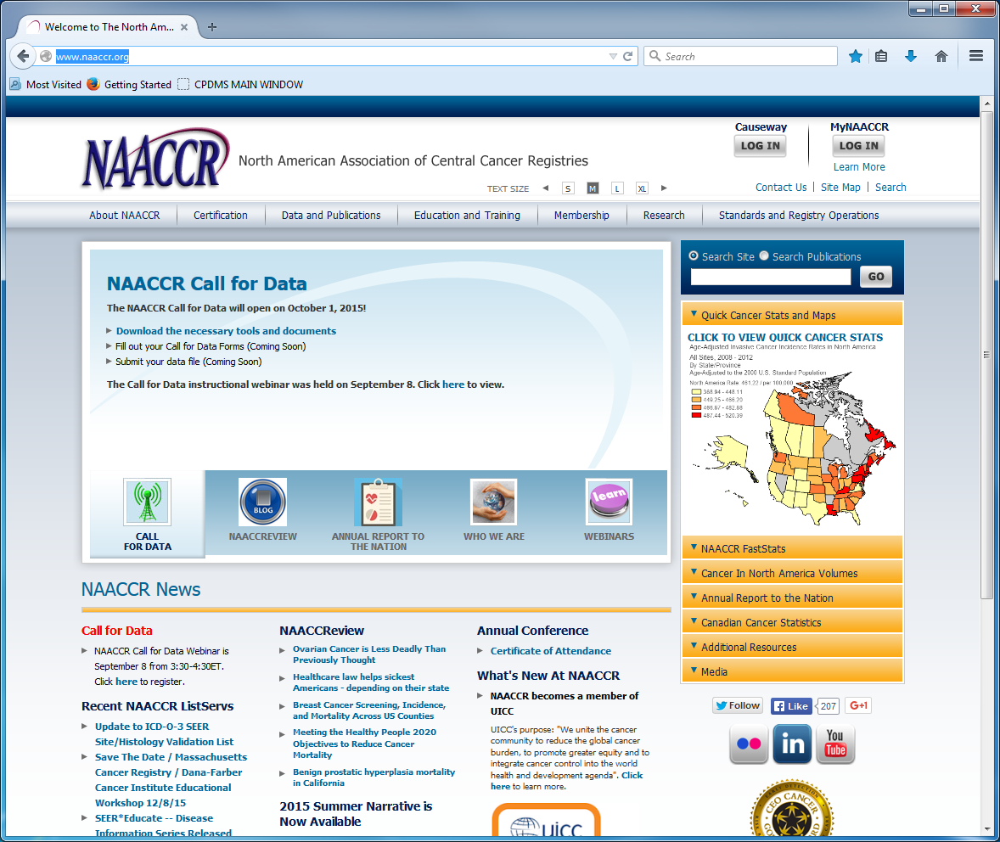 Welcome to The North Am...
www.naaccr.org
Search
Most Visited
Getting Started
CPDMS MAIN WINDOW
NAACCR
North American Association of Central Cancer Registries
Causeway
LOG IN
MyNAACCR
LOG IN
Learn More
TEXT SIZE S M L XL
Contact Us | Site Map | Search
About NAACCR
Certification
Data and Publications
Education and Training
Membership
Research
Standards and Registry Operations
NAACCR Call for Data
The NAACCR Call for Data will open on October 1, 2015!
Download the necessary tools and documents
Fill out your Call for Data Forms (Coming Soon)
Submit your data file (Coming Soon)
The Call for Data instructional webinar was held on September 8. Click here to view.
CALL
FOR DATA
BLOG
NAACCREVIEW
ANNUAL REPORT TO
THE NATION
WHO WE ARE
learn
WEBINARS
Search Site Search Publications
GO
Quick Cancer Stats and Maps
CLICK TO VIEW QUICK CANCER STATS
Age-Adjusted Invasive Cancer Incidence Rates in North America
All Sites, 2008 - 2012
By State/Province
Age-Adjusted to the 2000 U.S. Standard Population
North America Rate: 461.22 / per 100,000
368.94 - 448.11
449.25 - 466.20
466.87 - 482.88
487.44 - 520.39
NAACCR FastStats
Cancer In North America Volumes
Annual Report to the Nation
Canadian Cancer Statistics
Additional Resources
Media
Follow
Like
207
G+1
in
You
Tube
EARLY DETECTION
CEO CANCER
NAACCR News
Call for Data
NAACCR Call for Data Webinar is
September 8 from 3:30-4:30ET.
Click here to register.
Recent NAACCR ListServs
Update to ICD-O-3 SEER
Site/Histology Validation List
Save The Date / Massachusetts
Cancer Registry / Dana-Farber
Cancer Institute Educational
Workshop 12/8/15
SEER*Educate -- Disease
Information Series Released
NAACCReview
Ovarian Cancer is Less Deadly Than
Previously Thought
Healthcare law helps sickest
Americans - depending on their state
Breast Cancer Screening, Incidence,
and Mortality Across US Counties
Meeting the Healthy People 2020
Objectives to Reduce Cancer
Mortality
Benign prostatic hyperplasia mortality
in California
2015 Summer Narrative is
Now Available
Annual Conference
Certificate of Attendance
What's New At NAACCR
NAACCR becomes a member of
UICC
UICC's purpose: "We unite the cancer
community to reduce the global cancer
burden, to promote greater equity and to
integrate cancer control into the world
health and development agenda". Click
here to learn more.
uicc